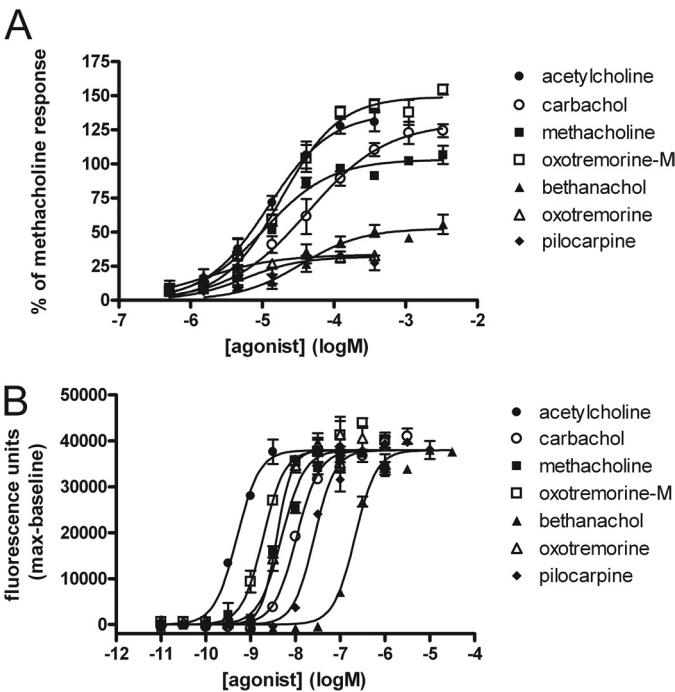 A
% of methacholine response
175
150
125
100
75
50
25
0
-7 -6 -5 -4 -3 -2
[agonist] (logM)
acetylcholine
carbachol
methacholine
oxotremorine-M
bethanachol
oxotremorine
pilocarpine
B
fluorescence units
(max-baseline)
50000
40000
30000
20000
10000
0
-12 -11 -10 -9 -8 -7 -6 -5 -4
[agonist] (logM)
acetylcholine
carbachol
methacholine
oxotremorine-M
bethanachol
oxotremorine
pilocarpine